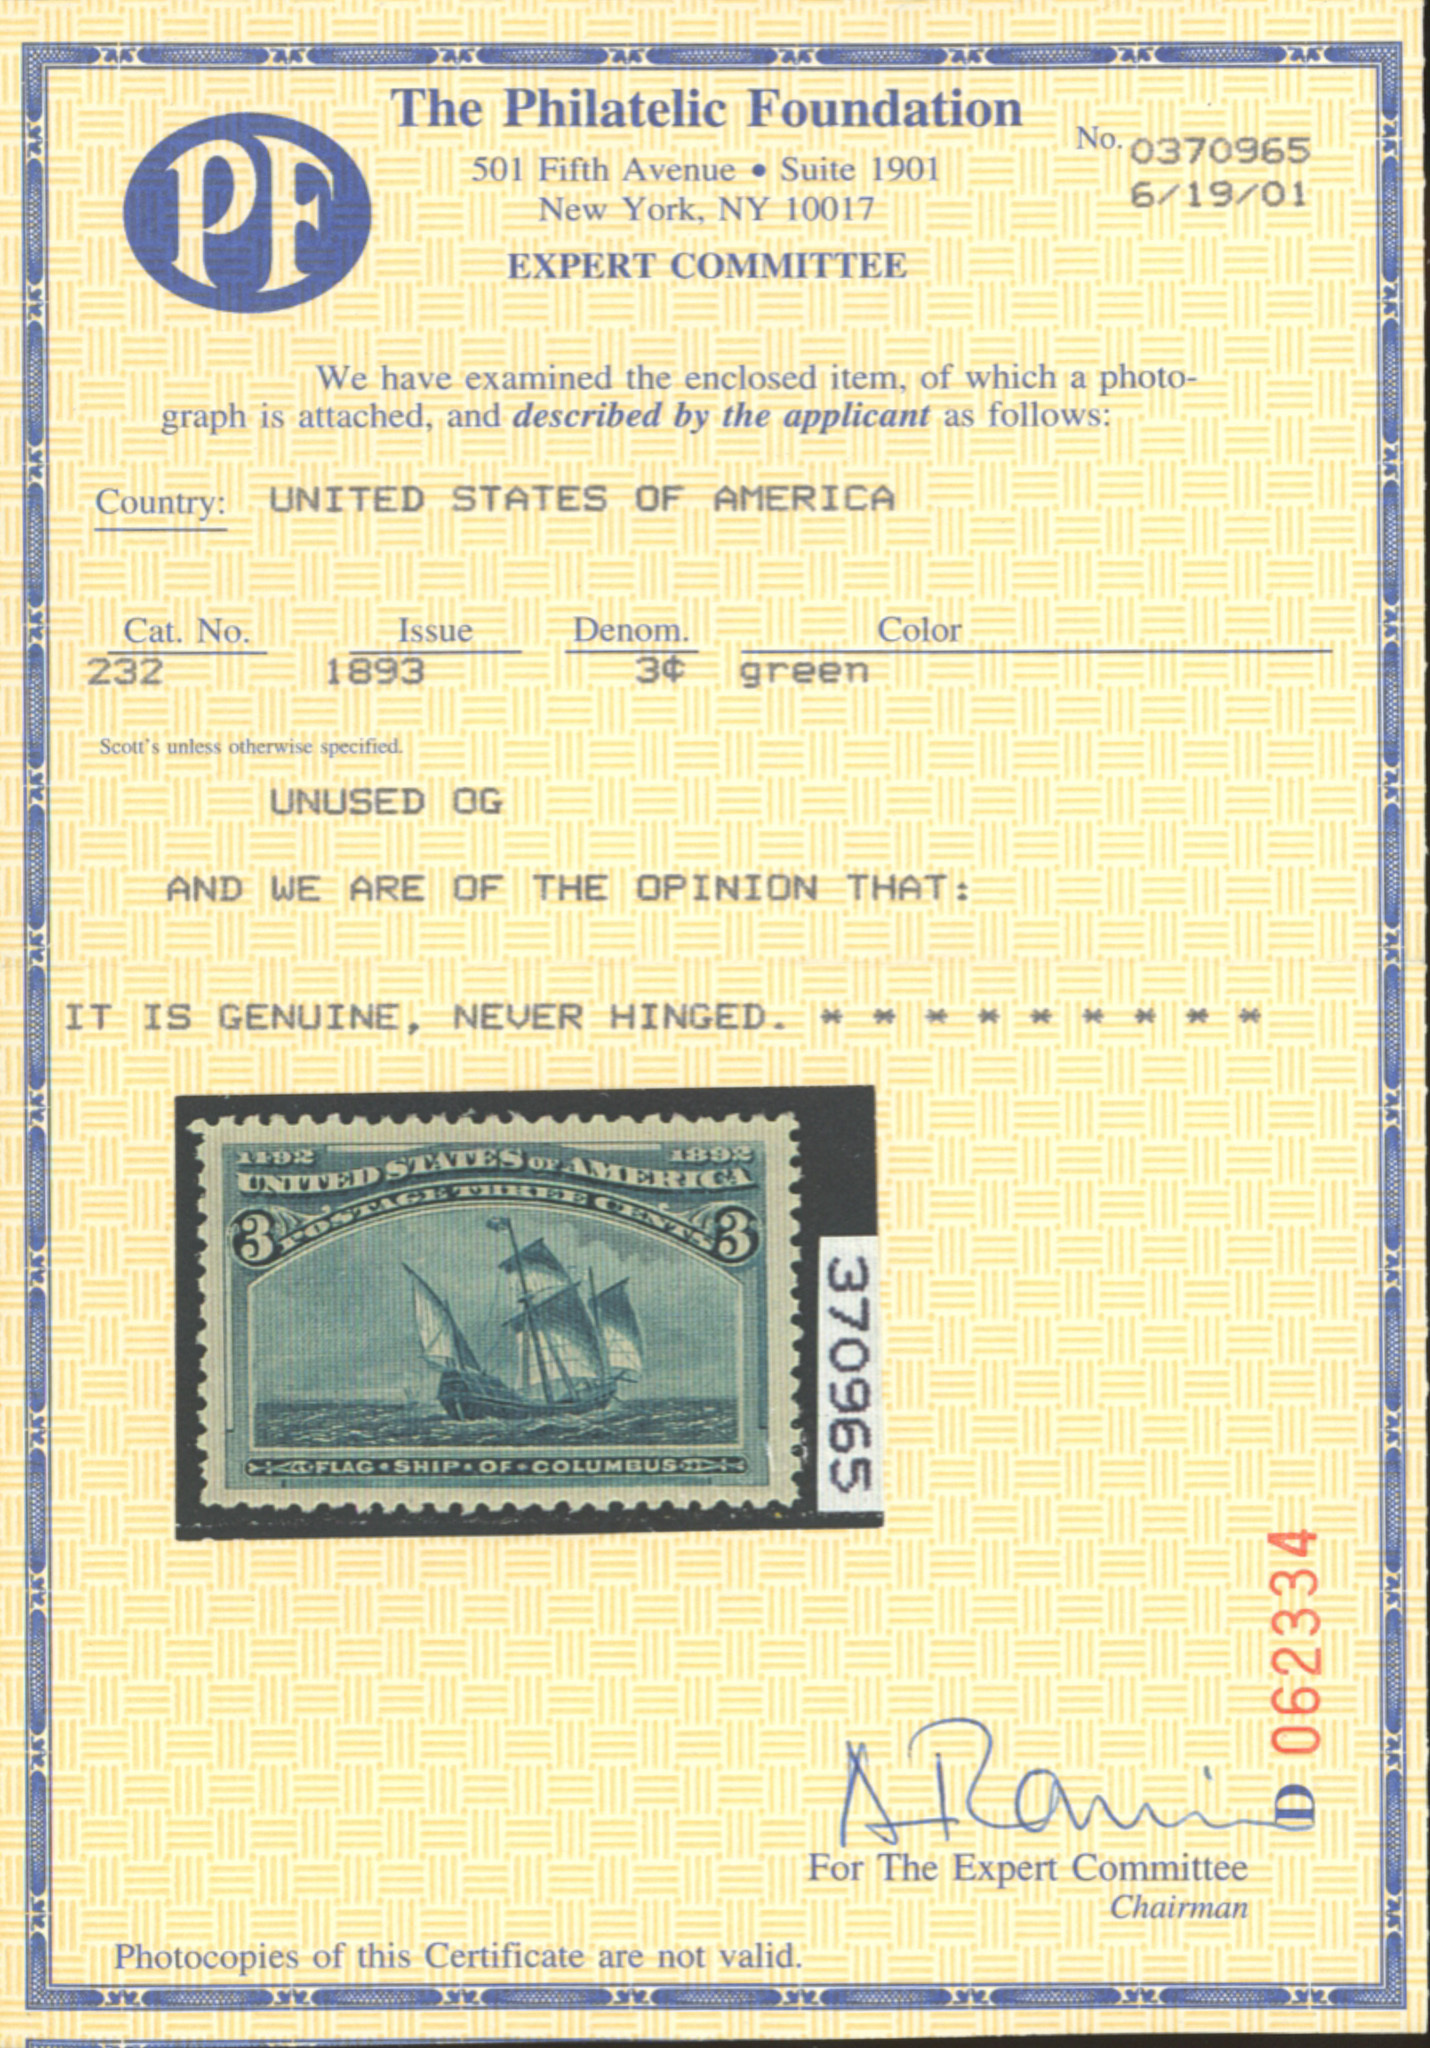 PF
The Philatelic Foundation
501 Fifth Avenue • Suite 1901
New York, NY 10017
EXPERT COMMITTEE
No. 0370965
6/19/01
We have examined the enclosed item, of which a photo-
graph is attached, and described by the applicant as follows:
Country: UNITED STATES OF AMERICA
Cat. No. Issue Denom. Color
232 1893 3¢ green
Scott's unless otherwise specified.
UNUSED OG
AND WE ARE OF THE OPINION THAT:
IT IS GENUINE, NEVER HINGED. * * * * * * * * *
1492 1892
UNITED STATES OF AMERICA
3 POSTAGE THREE CENTS 3
FLAG • SHIP • OF • COLUMBUS
370965
D 062334
For The Expert Committee
Chairman
Photocopies of this Certificate are not valid.